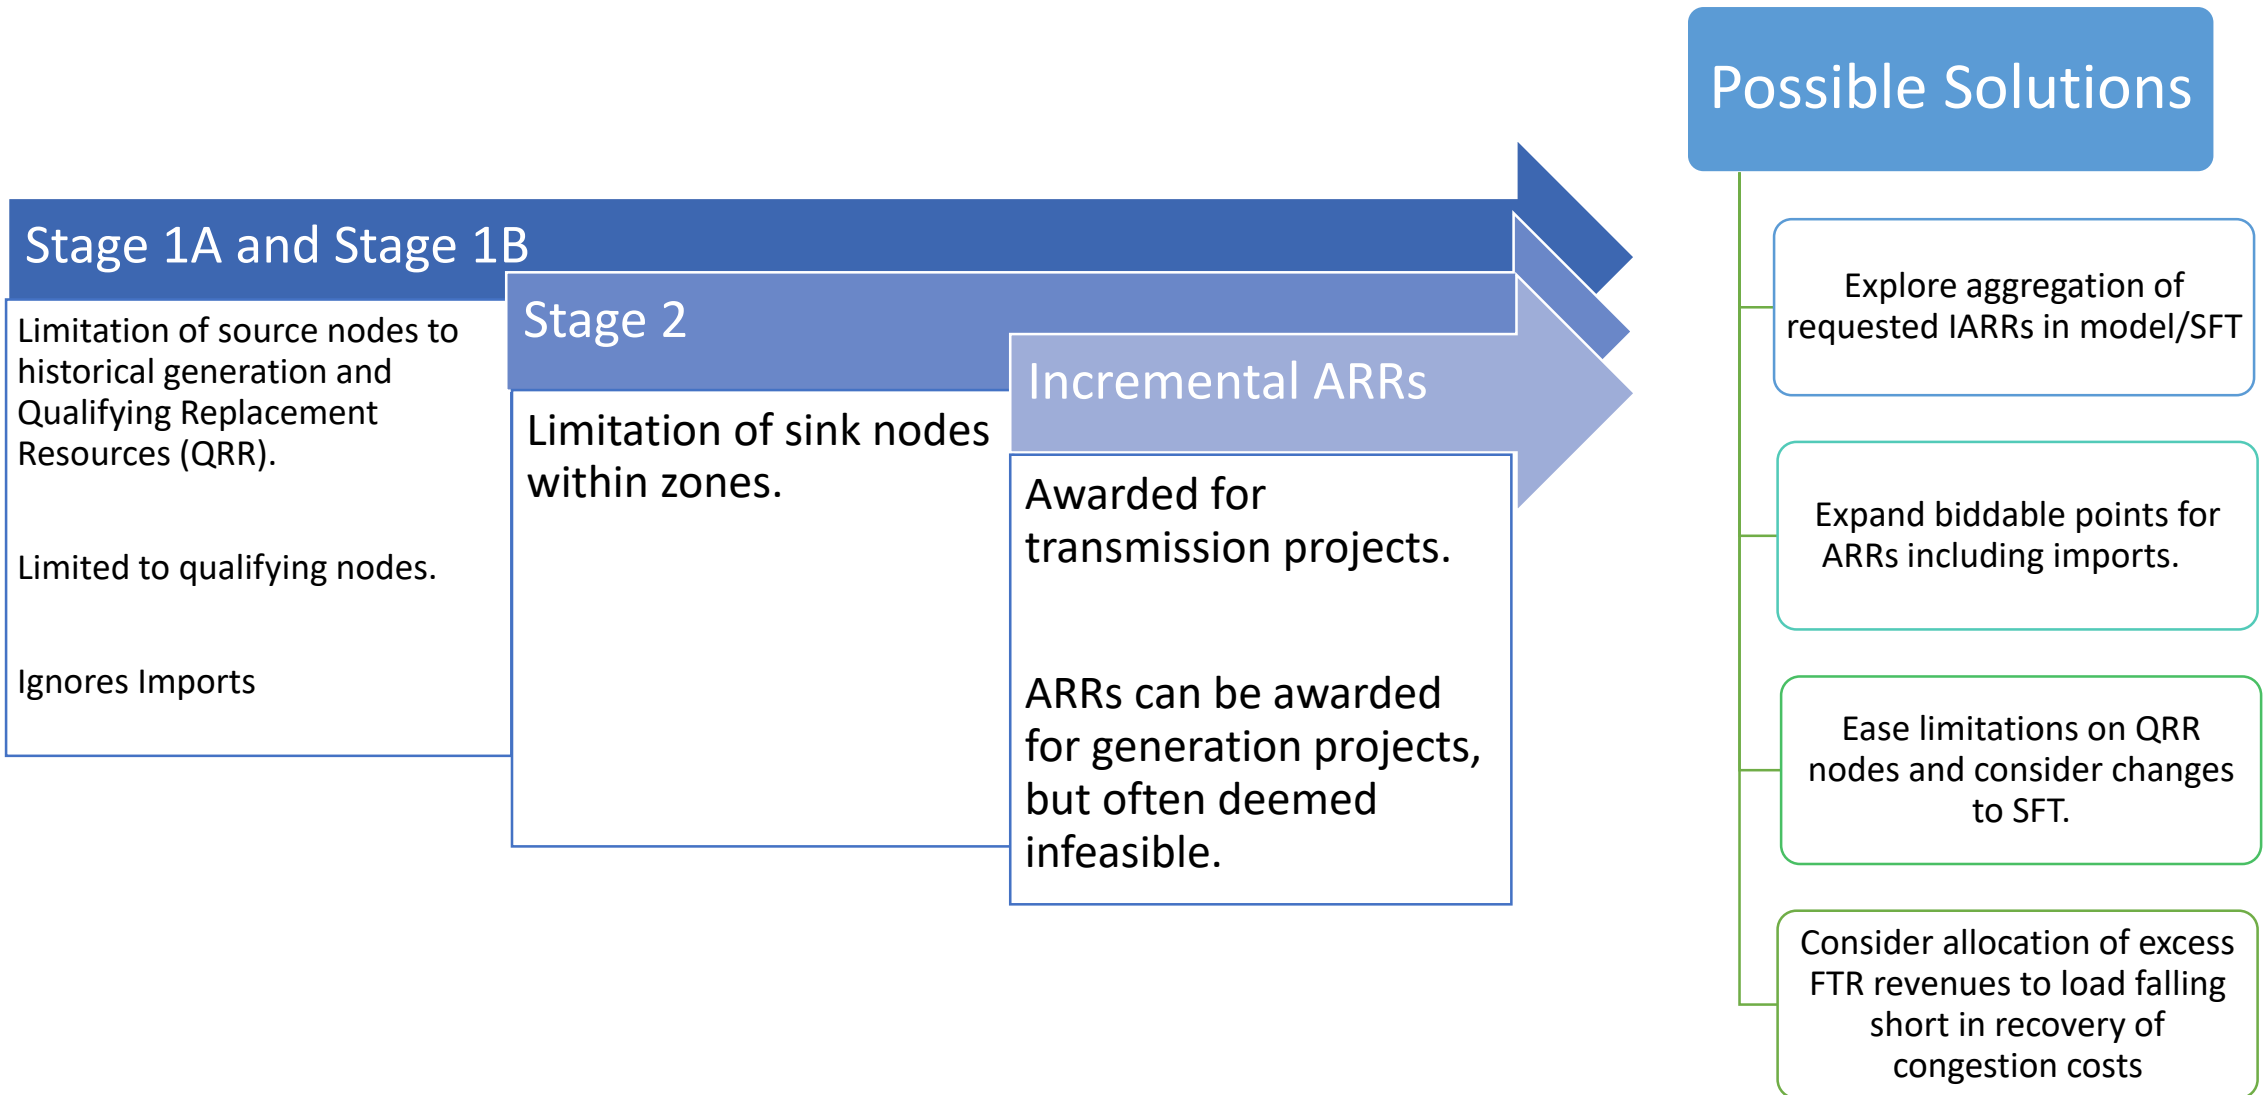 Stage 1A and Stage 1B
Limitation of source nodes to
historical generation and
Qualifying Replacement
Resources (QRR).
Limited to qualifying nodes.
Ignores Imports
Stage 2
Limitation of sink nodes
within zones.
Incremental ARRs
Awarded for
transmission projects.
ARRs can be awarded
for generation projects,
but often deemed
infeasible.
Possible Solutions
Explore aggregation of
requested IARRs in model/SFT
Expand biddable points for
ARRs including imports.
Ease limitations on QRR
nodes and consider changes
to SFT.
Consider allocation of excess
FTR revenues to load falling
short in recovery of
congestion costs